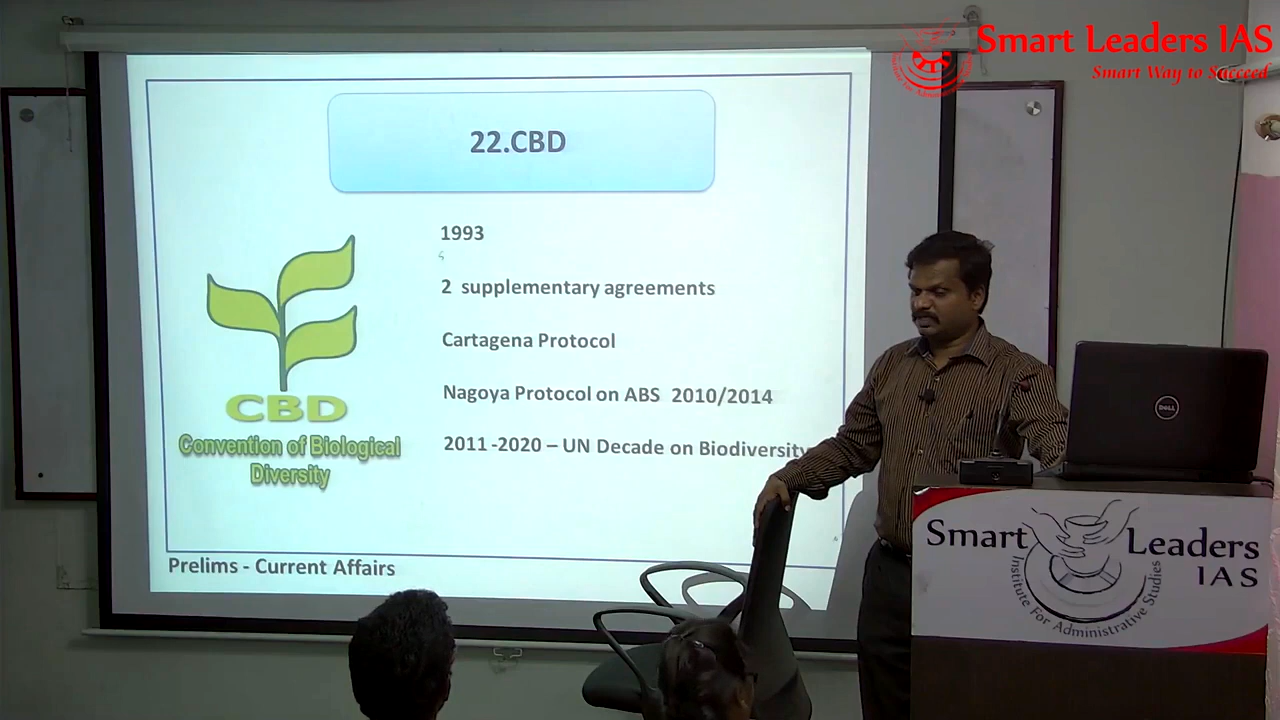 Smart Leaders IAS
Smart Way to Succeed
22.CBD
1993
2 supplementary agreements
Cartagena Protocol
Nagoya Protocol on ABS 2010/2014
2011 -2020 – UN Decade on Biodiversity
CBD
Convention of Biological
Diversity
Prelims - Current Affairs
DELL
Smart Leaders
IAS
Institute For Administrative Studies